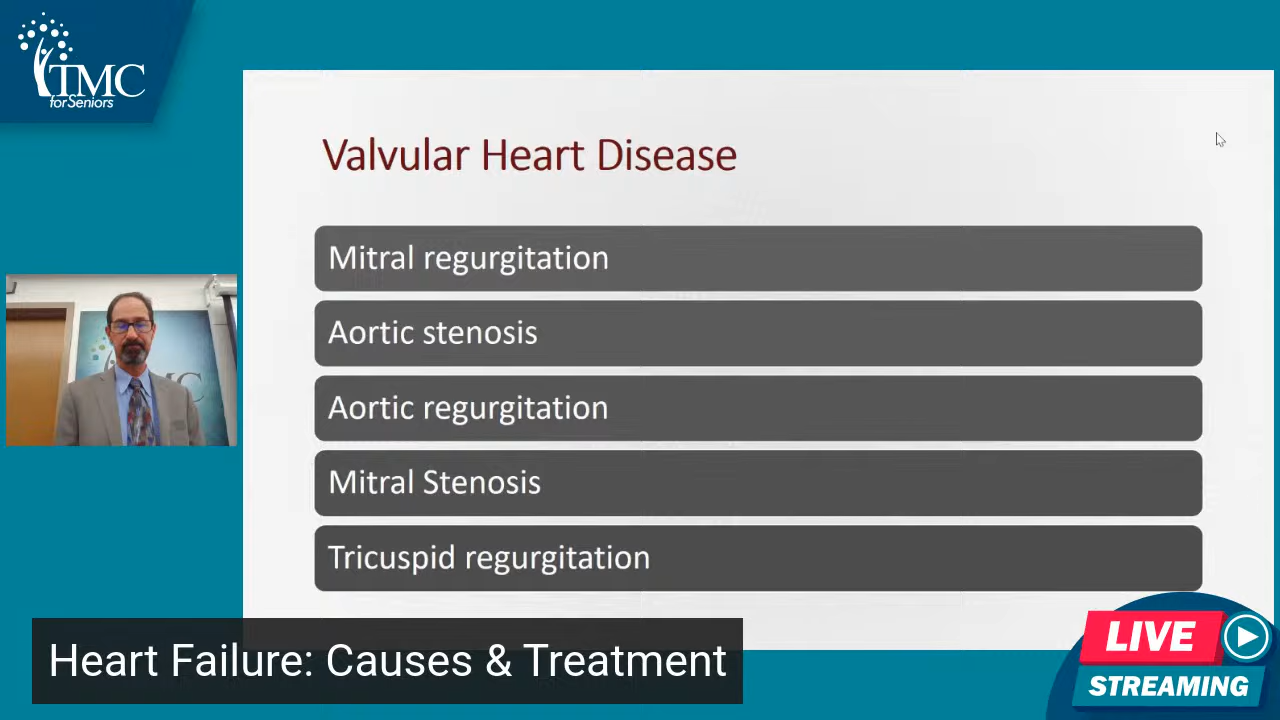 TMC
for Seniors
Valvular Heart Disease
Mitral regurgitation
Aortic stenosis
Aortic regurgitation
Mitral Stenosis
Tricuspid regurgitation
Heart Failure: Causes & Treatment
LIVE
STREAMING